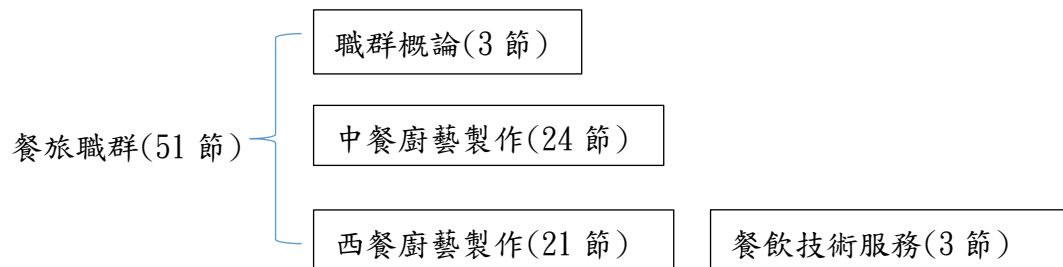 職群概論(3 節)
餐旅職群(51 節)
中餐廚藝製作(24 節)
西餐廚藝製作(21 節)
餐飲技術服務(3 節)